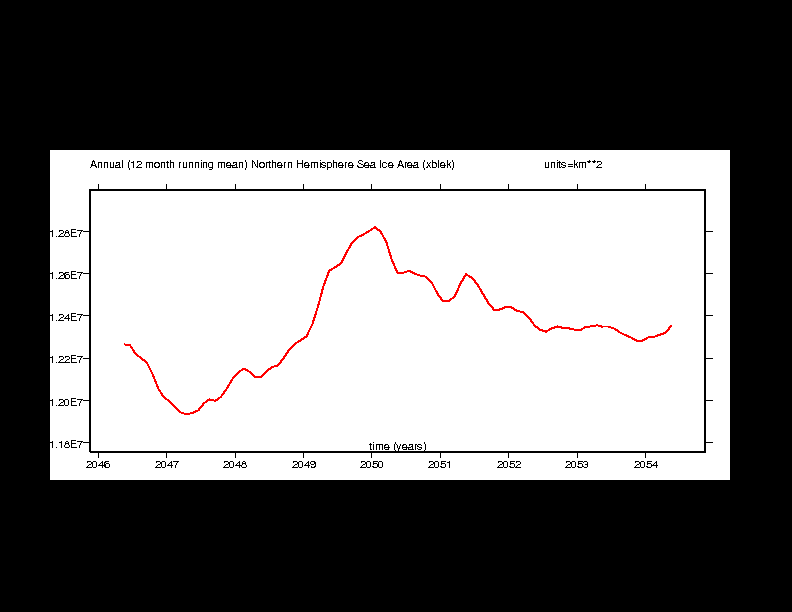 Annual (12 month running mean) Northern Hemisphere Sea Ice Area (xblek) units=km**2
1.28E7
1.26E7
1.24E7
1.22E7
1.20E7
1.18E7
time (years)
2046 2047 2048 2049 2050 2051 2052 2053 2054